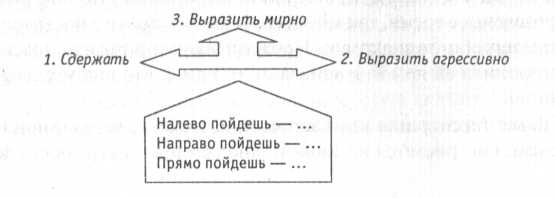 3. Выразить мирно
1. Сдержать
2. Выразить агрессивно
Налево пойдешь — ...
Направо пойдешь — ...
Прямо пойдешь — ...